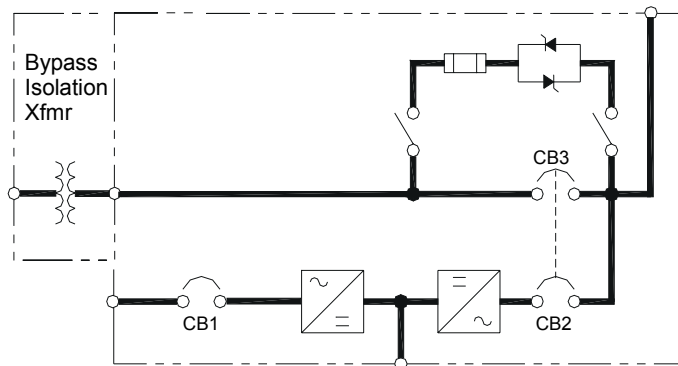 Bypass
Isolation
Xfmr
CB3
CB1
CB2